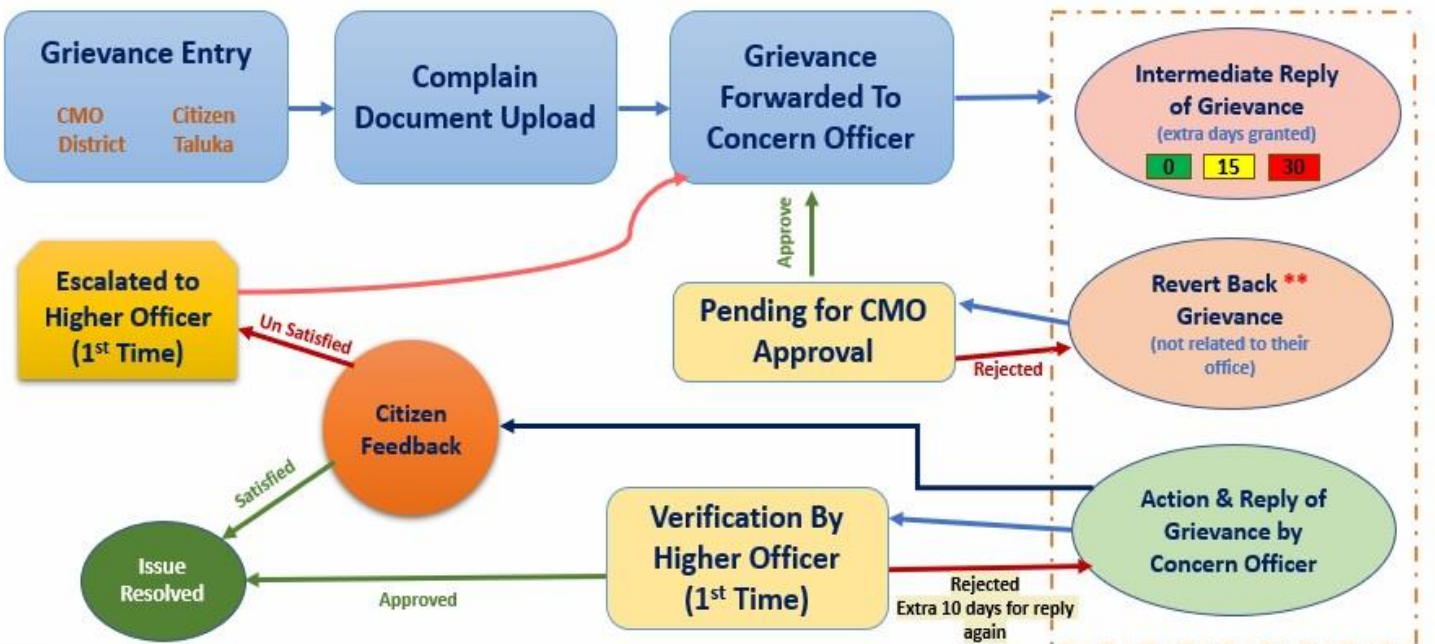 Grievance Entry
CMO Citizen
District Taluka
Complain
Document Upload
Grievance
Forwarded To
Concern Officer
Intermediate Reply
of Grievance
(extra days granted)
0 15 30
Approve
Escalated to
Higher Officer
(1st Time)
Un Satisfied
Pending for CMO
Approval
Rejected
Revert Back **
Grievance
(not related to their
office)
Citizen
Feedback
Satisfied
Issue
Resolved
Approved
Verification By
Higher Officer
(1st Time)
Rejected
Extra 10 days for reply
again
Action & Reply of
Grievance by
Concern Officer